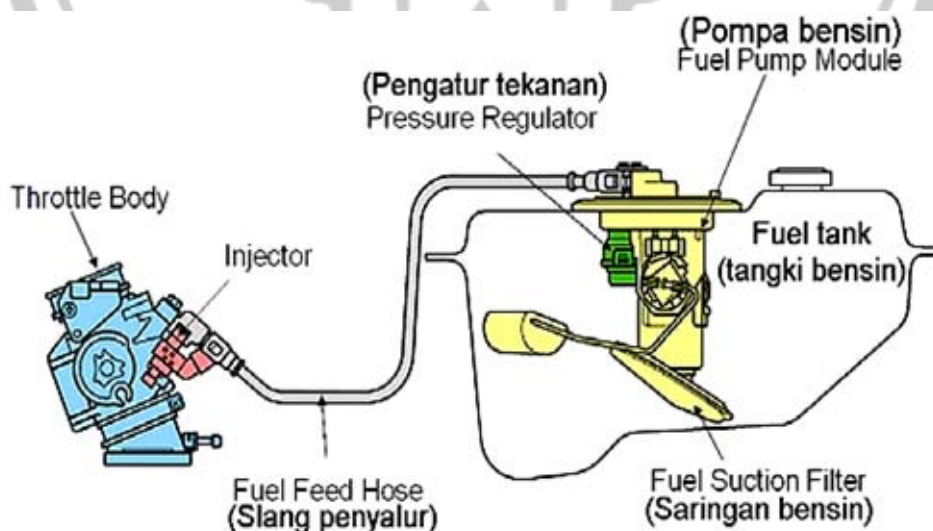 (Pompa bensin)
Fuel Pump Module
(Pengatur tekanan)
Pressure Regulator
Throttle Body
Injector
Fuel tank
(tangki bensin)
Fuel Feed Hose
(Slang penyalur)
Fuel Suction Filter
(Saringan bensin)